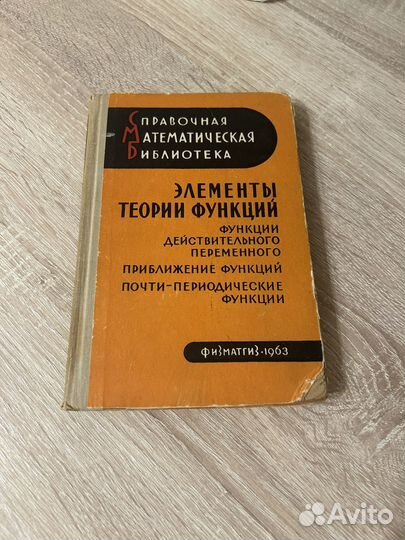 СПРАВОЧНАЯ
МАТЕМАТИЧЕСКАЯ
БИБЛИОТЕКА
ЭЛЕМЕНТЫ
ТЕОРИИ ФУНКЦИЙ
ФУНКЦИИ
ДЕЙСТВИТЕЛЬНОГО
ПЕРЕМЕННОГО
ПРИБЛИЖЕНИЕ ФУНКЦИЙ
ПОЧТИ-ПЕРИОДИЧЕСКИЕ
ФУНКЦИИ
ФИЗМАТГИЗ·1963
Avito